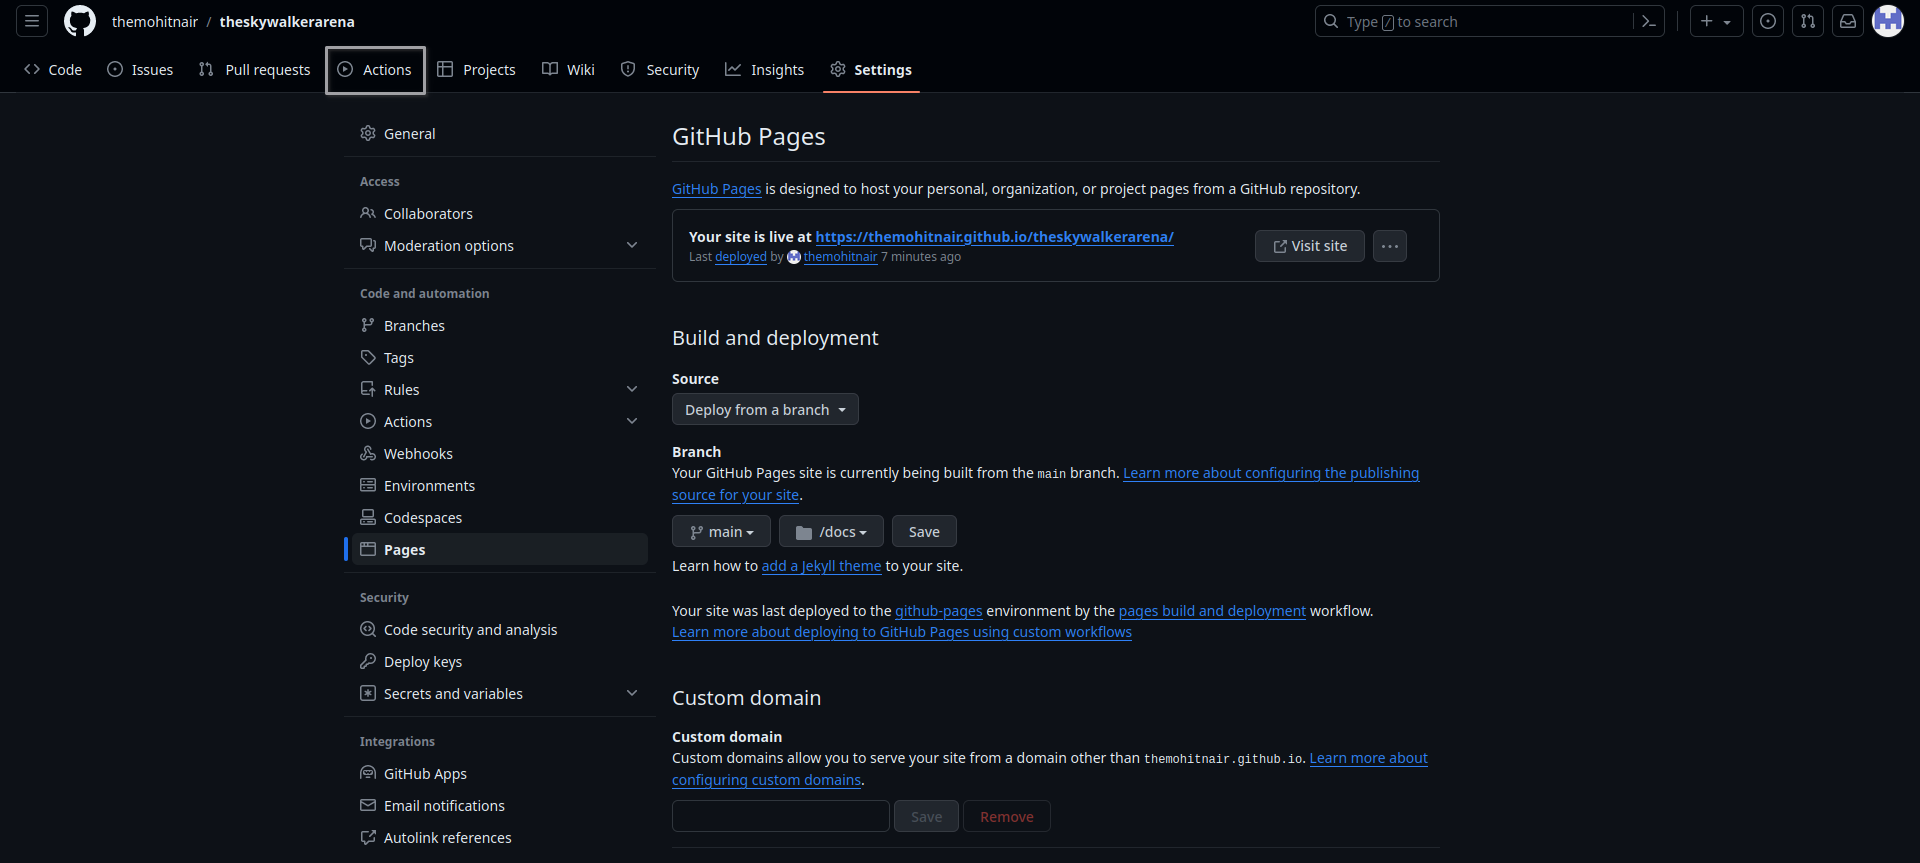 themohitnair / theskywalkerarena
Type / to search
Code Issues Pull requests Actions Projects Wiki Security Insights Settings
General
Access
Collaborators
Moderation options
Code and automation
Branches
Tags
Rules
Actions
Webhooks
Environments
Codespaces
Pages
Security
Code security and analysis
Deploy keys
Secrets and variables
Integrations
GitHub Apps
Email notifications
Autolink references
GitHub Pages
GitHub Pages is designed to host your personal, organization, or project pages from a GitHub repository.
Your site is live at https://themohitnair.github.io/theskywalkerarena/
Last deployed by themohitnair 7 minutes ago
Visit site
Build and deployment
Source
Deploy from a branch
Branch
Your GitHub Pages site is currently being built from the main branch. Learn more about configuring the publishing
source for your site.
main /docs Save
Learn how to add a Jekyll theme to your site.
Your site was last deployed to the github-pages environment by the pages build and deployment workflow.
Learn more about deploying to GitHub Pages using custom workflows
Custom domain
Custom domain
Custom domains allow you to serve your site from a domain other than themohitnair.github.io. Learn more about
configuring custom domains.
Save Remove